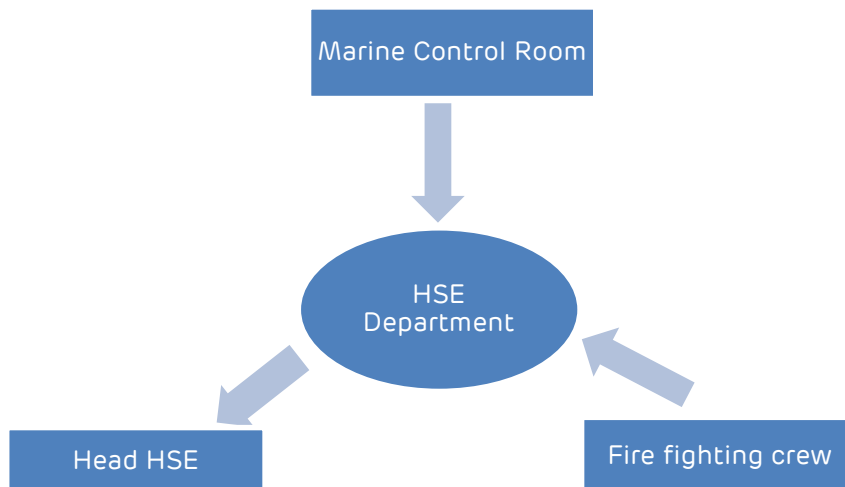 Marine Control Room
HSE
Department
Head HSE
Fire fighting crew